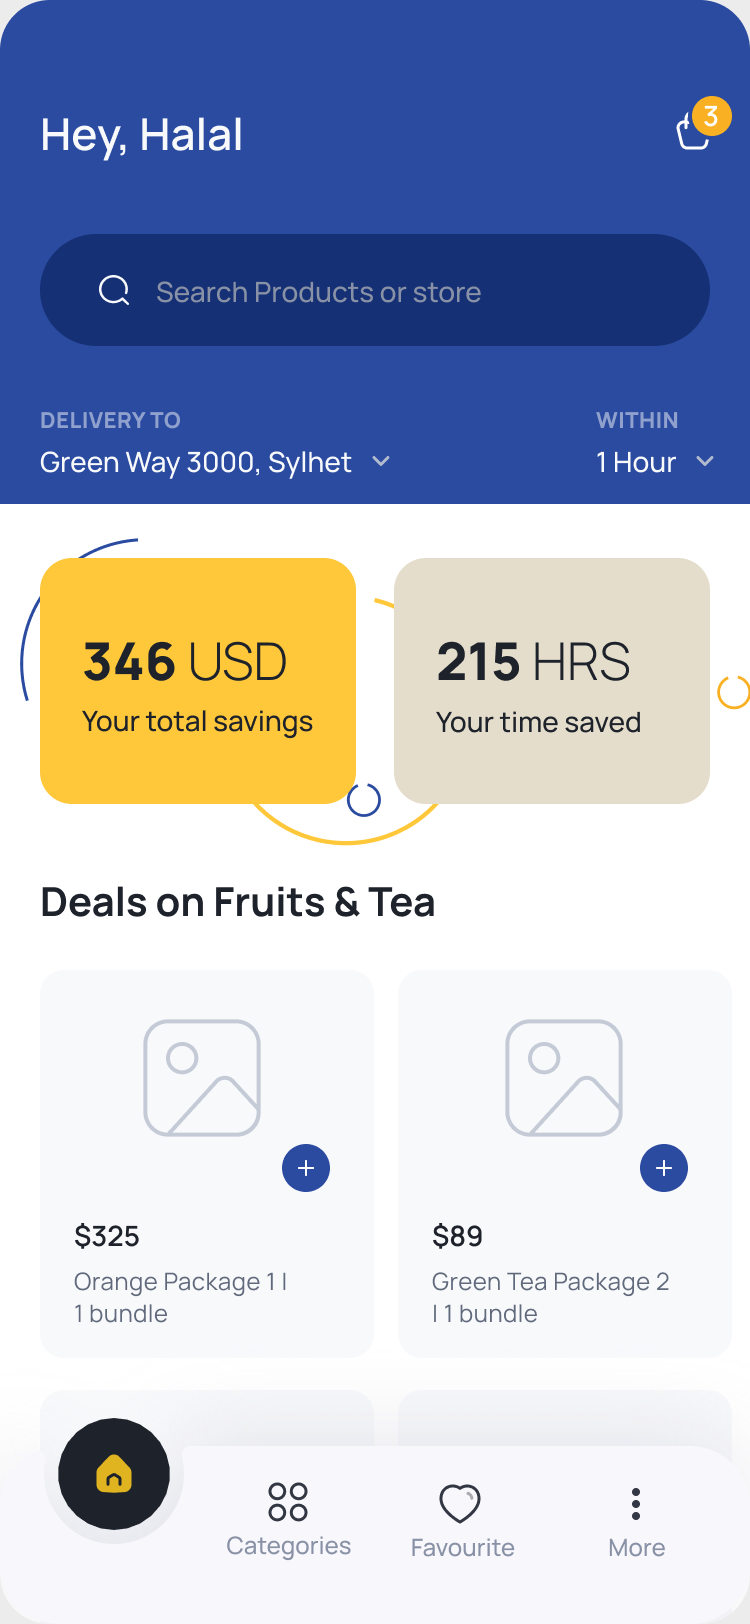 Hey, Halal
3
Search Products or store
DELIVERY TO
WITHIN
Green Way 3000, Sylhet
1 Hour
346 USD
Your total savings
215 HRS
Your time saved
Deals on Fruits & Tea
$325
Orange Package 1 |
1 bundle
$89
Green Tea Package 2
| 1 bundle
Categories
Favourite
More